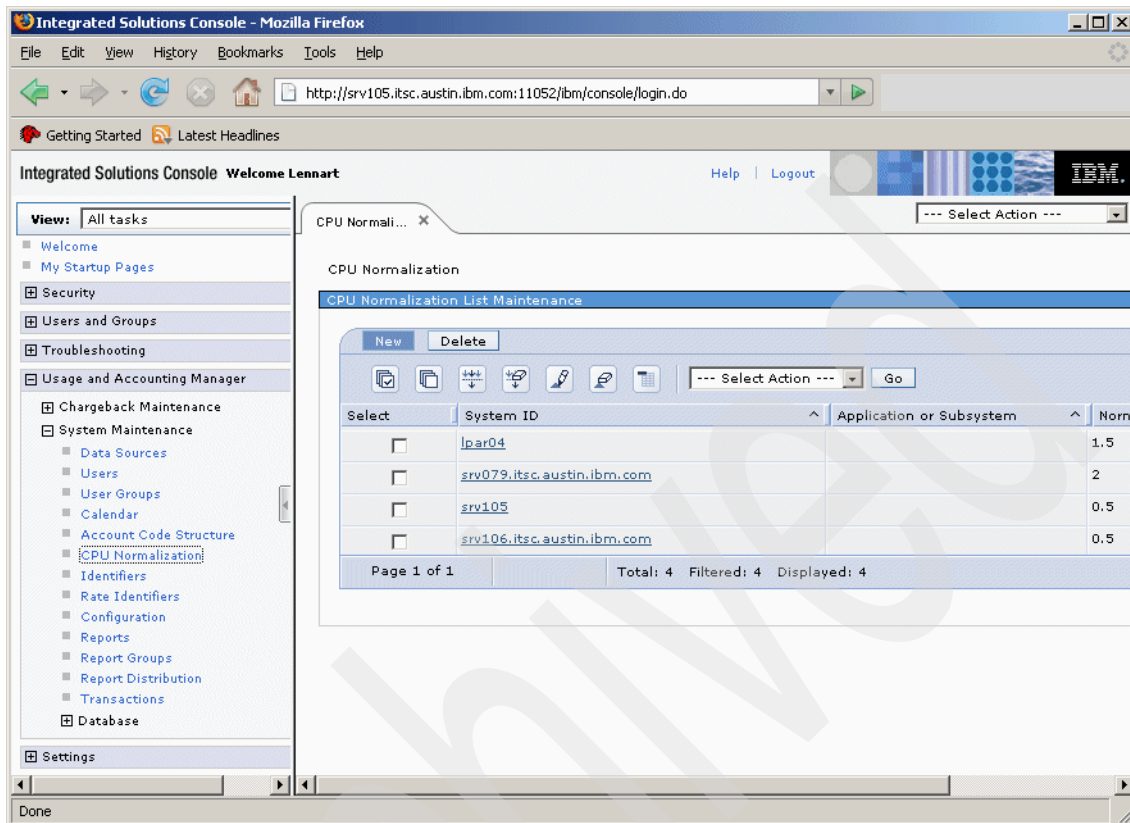 Integrated Solutions Console - Mozilla Firefox
File Edit View History Bookmarks Tools Help
http://srv105.itsc.austin.ibm.com:11052/ibm/console/login.do
Getting Started Latest Headlines
Integrated Solutions Console Welcome Lennart
Help | Logout
IBM.
View: All tasks
Welcome
My Startup Pages
Security
Users and Groups
Troubleshooting
Usage and Accounting Manager
Chargeback Maintenance
System Maintenance
Data Sources
Users
User Groups
Calendar
Account Code Structure
CPU Normalization
Identifiers
Rate Identifiers
Configuration
Reports
Report Groups
Report Distribution
Transactions
Database
Settings
CPU Normali...
--- Select Action ---
CPU Normalization
CPU Normalization List Maintenance
New Delete
--- Select Action --- Go
Select System ID Application or Subsystem Norn
lpar04 1.5
srv079.itsc.austin.ibm.com 2
srv105 0.5
srv106.itsc.austin.ibm.com 0.5
Page 1 of 1 Total: 4 Filtered: 4 Displayed: 4
Done